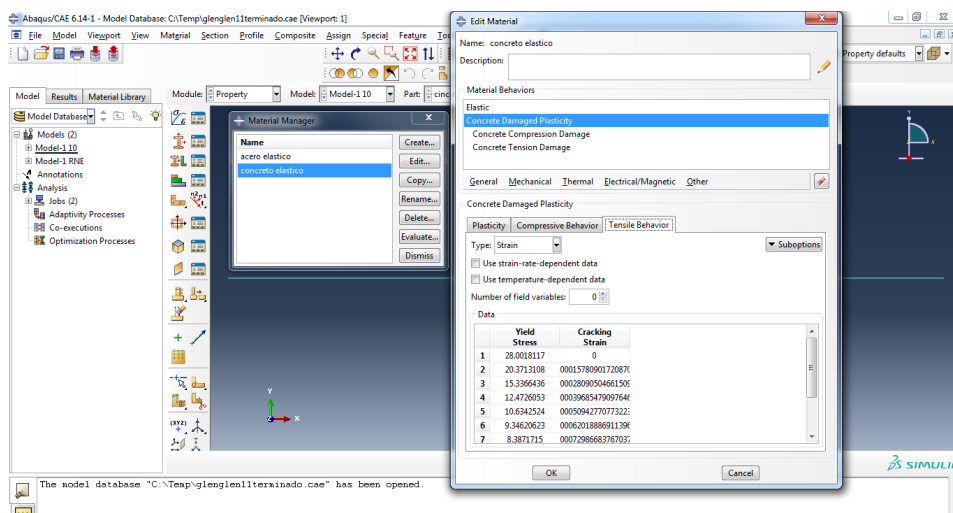 Abaqus/CAE 6.14-1 - Model Database: C:\Temp\glenglen11terminado.cae [Viewport: 1]
File Model Viewport View Material Section Profile Composite Assign Special Feature
Property defaults
Model Results Material Library
Module: Property Model: Model-1 10 Part:
Model Database
Models (2)
Model-1 10
Model-1 RNE
Annotations
Analysis
Jobs (2)
Adaptivity Processes
Co-executions
Optimization Processes
(XYZ)
Material Manager
Name
acero elastico
concreto elastico
Create...
Edit...
Copy...
Rename...
Delete...
Evaluate...
Dismiss
Y
Z X
Edit Material
Name: concreto elastico
Description:
Material Behaviors
Elastic
Concrete Damaged Plasticity
Concrete Compression Damage
Concrete Tension Damage
General Mechanical Thermal Electrical/Magnetic Other
Concrete Damaged Plasticity
Plasticity Compressive Behavior Tensile Behavior
Type: Strain Suboptions
Use strain-rate-dependent data
Use temperature-dependent data
Number of field variables: 0
Data
Yield Stress Cracking Strain
1 28.0018117 0
2 20.3713108
3 15.3366436
4 12.4726053
5 10.6342524
6 9.34620623
7 8.3871715
OK Cancel
SIMULI
The model database "C:\Temp\glenglen11terminado.cae" has been opened.